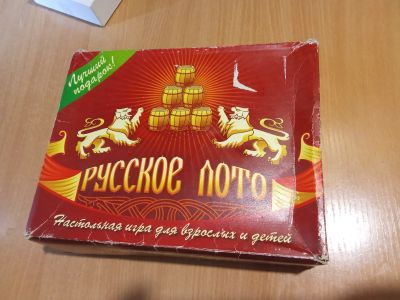 Лучший
подарок!
РУССКОЕ ЛОТО
Настольная игра для взрослых и детей